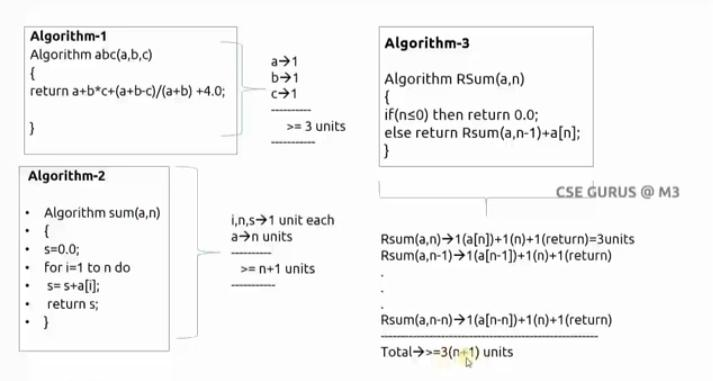 Algorithm-1
Algorithm abc(a,b,c)
{
return a+b*c+(a+b-c)/(a+b) +4.0;
}
a→1
b→1
c→1
----------
>= 3 units
-----------
Algorithm-2
• Algorithm sum(a,n)
• {
• s=0.0;
• for i=1 to n do
• s= s+a[i];
• return s;
• }
i,n,s→1 unit each
a→n units
----------
>= n+1 units
-----------
Algorithm-3
Algorithm RSum(a,n)
{
if(n≤0) then return 0.0;
else return Rsum(a,n-1)+a[n];
}
CSE GURUS @ M3
Rsum(a,n)→1(a[n])+1(n)+1(return)=3units
Rsum(a,n-1)→1(a[n-1])+1(n)+1(return)
.
.
.
Rsum(a,n-n)→1(a[n-n])+1(n)+1(return)
------------------------------------------------------
Total→>=3(n+1) units